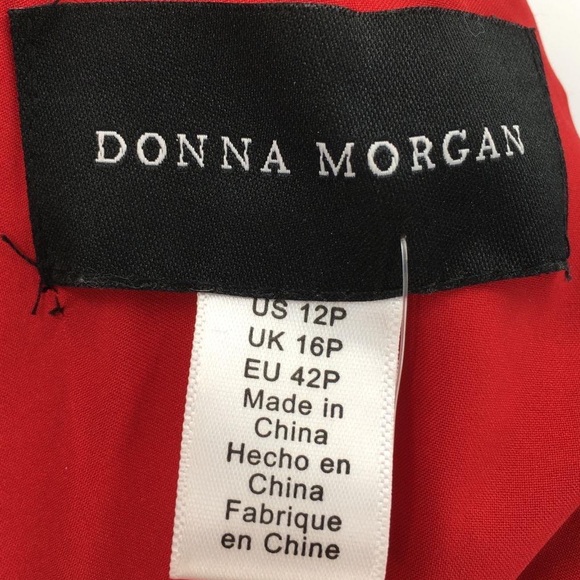 DONNA MORGAN
US 12P
UK 16P
EU 42P
Made in
China
Hecho en
China
Fabrique
en Chine